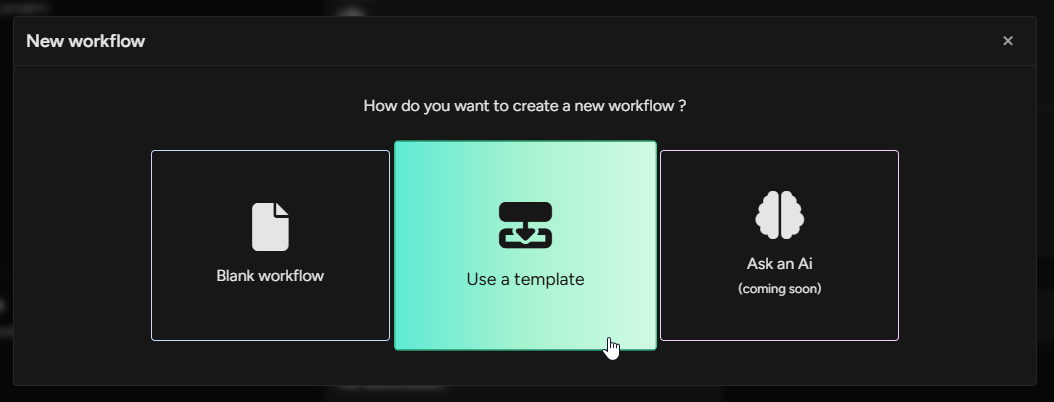 New workflow
How do you want to create a new workflow ?
Blank workflow
Use a template
Ask an Ai
(coming soon)